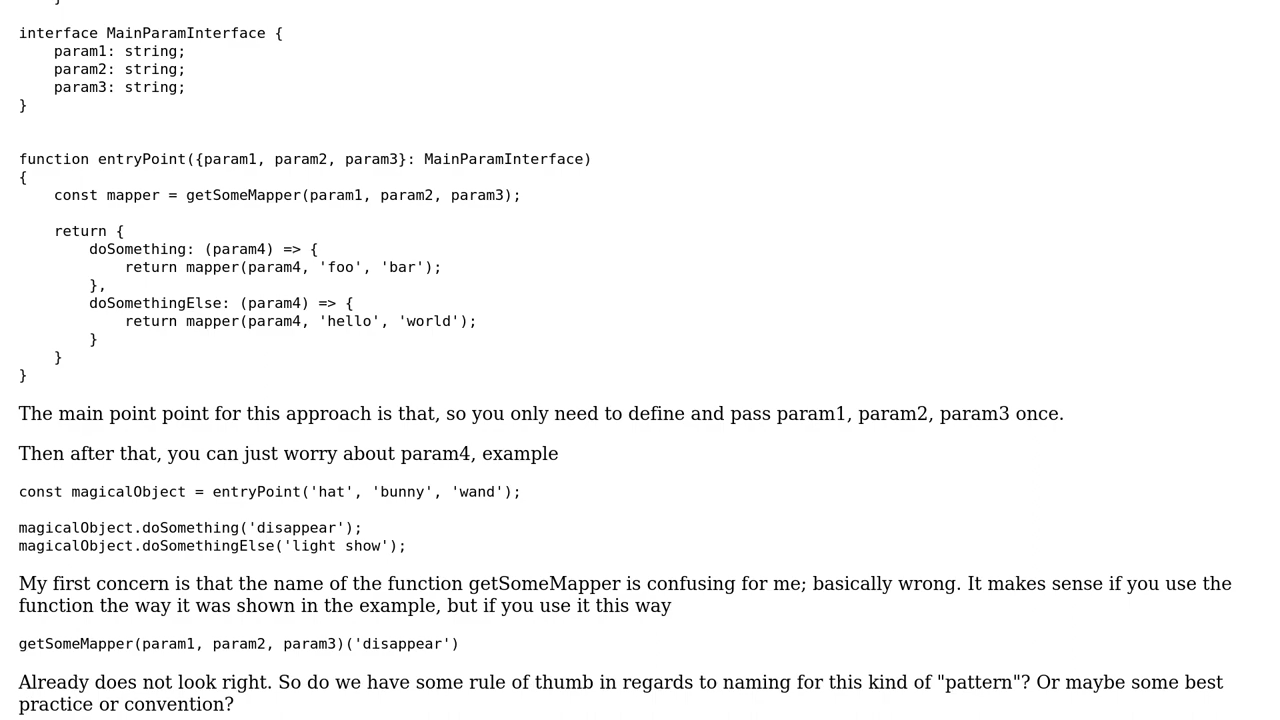 }
interface MainParamInterface {
    param1: string;
    param2: string;
    param3: string;
}
function entryPoint({param1, param2, param3}: MainParamInterface)
{
    const mapper = getSomeMapper(param1, param2, param3);
    return {
        doSomething: (param4) => {
            return mapper(param4, 'foo', 'bar');
        },
        doSomethingElse: (param4) => {
            return mapper(param4, 'hello', 'world');
        }
    }
}
The main point point for this approach is that, so you only need to define and pass param1, param2, param3 once.
Then after that, you can just worry about param4, example
const magicalObject = entryPoint('hat', 'bunny', 'wand');
magicalObject.doSomething('disappear');
magicalObject.doSomethingElse('light show');
My first concern is that the name of the function getSomeMapper is confusing for me; basically wrong. It makes sense if you use the
function the way it was shown in the example, but if you use it this way
getSomeMapper(param1, param2, param3)('disappear')
Already does not look right. So do we have some rule of thumb in regards to naming for this kind of "pattern"? Or maybe some best
practice or convention?